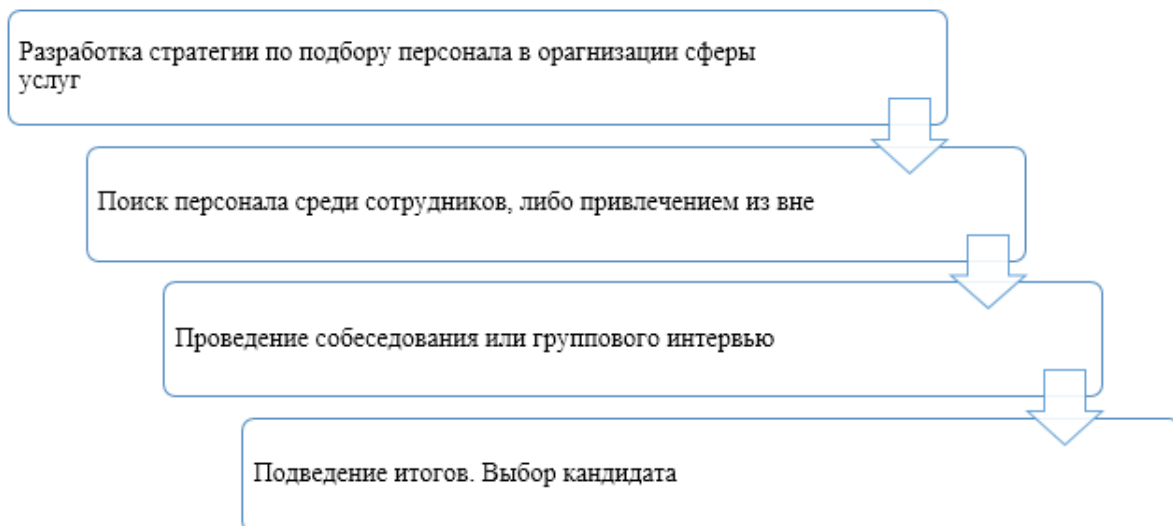 Разработка стратегии по подбору персонала в орагнизации сферы
услуг
Поиск персонала среди сотрудников, либо привлечением из вне
Проведение собеседования или группового интервью
Подведение итогов. Выбор кандидата